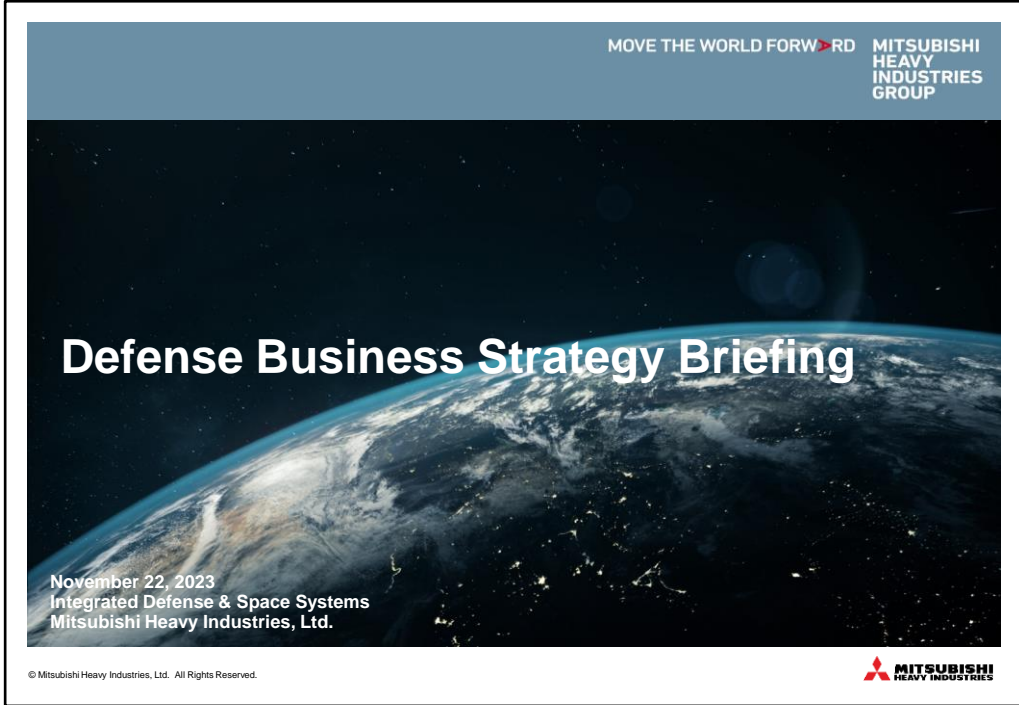 MOVE THE WORLD FORWARD
MITSUBISHI
HEAVY
INDUSTRIES
GROUP
Defense Business Strategy Briefing
November 22, 2023
Integrated Defense & Space Systems
Mitsubishi Heavy Industries, Ltd.
© Mitsubishi Heavy Industries, Ltd. All Rights Reserved.
MITSUBISHI
HEAVY INDUSTRIES